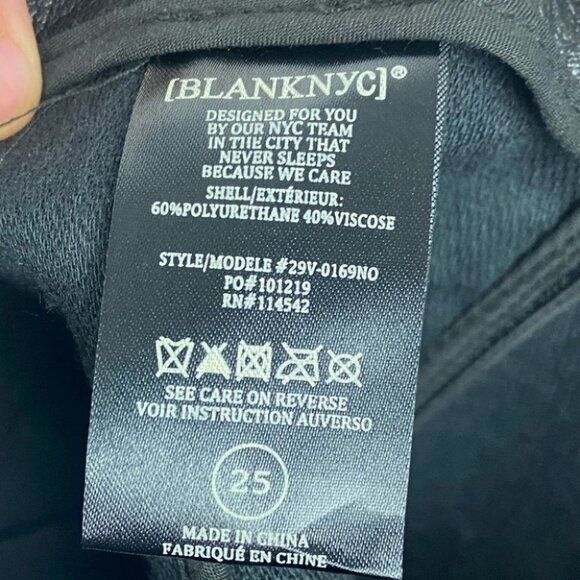 [BLANKNYC]®
DESIGNED FOR YOU
BY OUR NYC TEAM
IN THE CITY THAT
NEVER SLEEPS
BECAUSE WE CARE
SHELL/EXTÉRIEUR:
60%POLYURETHANE 40%VISCOSE
STYLE/MODELE #29V-0169NO
PO#101219
RN#114542
SEE CARE ON REVERSE
VOIR INSTRUCTION AUVERSO
25
MADE IN CHINA
FABRIQUÉ EN CHINE